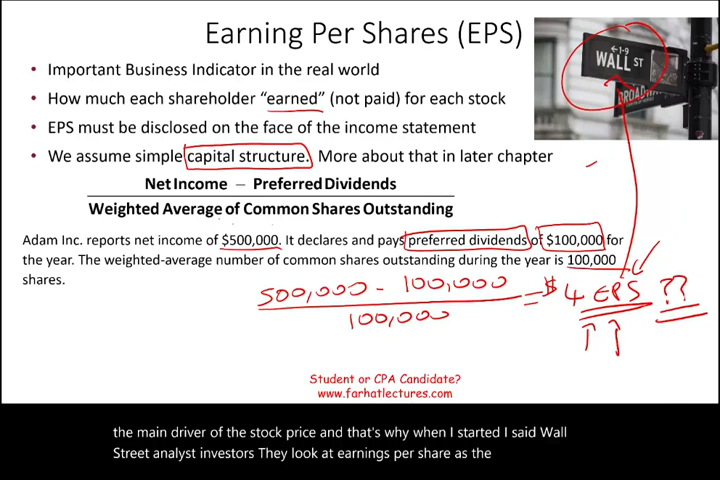 Earning Per Shares (EPS)
• Important Business Indicator in the real world
• How much each shareholder “earned” (not paid) for each stock
• EPS must be disclosed on the face of the income statement
• We assume simple capital structure. More about that in later chapter
←1-9
WALL ST
BROAD
Net Income – Preferred Dividends
Weighted Average of Common Shares Outstanding
Adam Inc. reports net income of $500,000. It declares and pays preferred dividends of $100,000 for
the year. The weighted-average number of common shares outstanding during the year is 100,000
shares.
500,000 - 100,000 = $4 EPS ??
100,000
Student or CPA Candidate?
www.farhatlectures.com
the main driver of the stock price and that's why when I started I said Wall
Street analyst investors They look at earnings per share as the